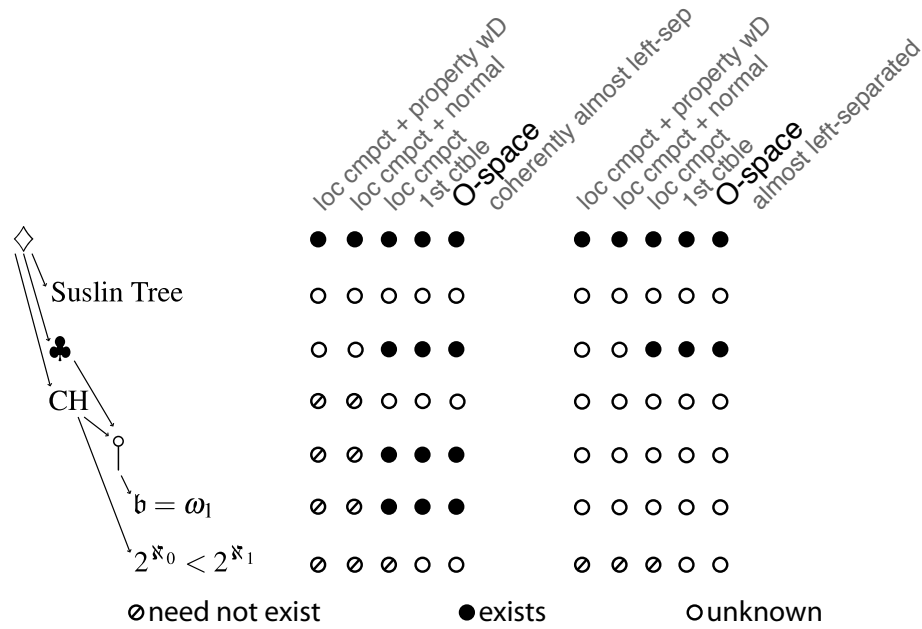 loc cmpct + property wD
loc cmpct + normal
loc cmpct
1st ctble
O-space
coherently almost left-sep
loc cmpct + property wD
loc cmpct + normal
loc cmpct
1st ctble
O-space
almost left-separated
♢
Suslin Tree
♣
CH
𝔟 = ω₁
2^ℵ₀ < 2^ℵ₁
⊘ need not exist ● exists ○ unknown